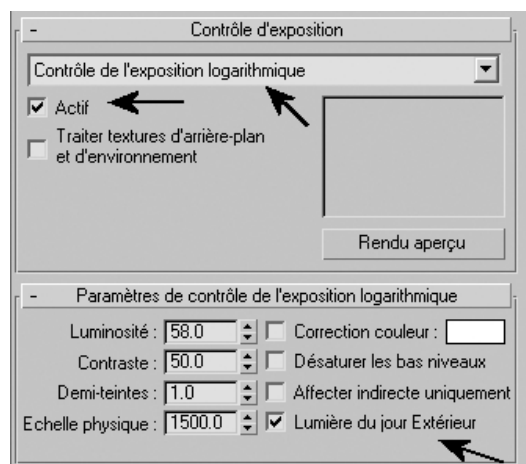 - Contrôle d'exposition
Contrôle de l'exposition logarithmique
Actif
Traiter textures d'arrière-plan
et d'environnement
Rendu aperçu
- Paramètres de contrôle de l'exposition logarithmique
Luminosité : 58.0 Correction couleur :
Contraste : 50.0 Désaturer les bas niveaux
Demi-teintes : 1.0 Affecter indirecte uniquement
Echelle physique : 1500.0 Lumière du jour Extérieur